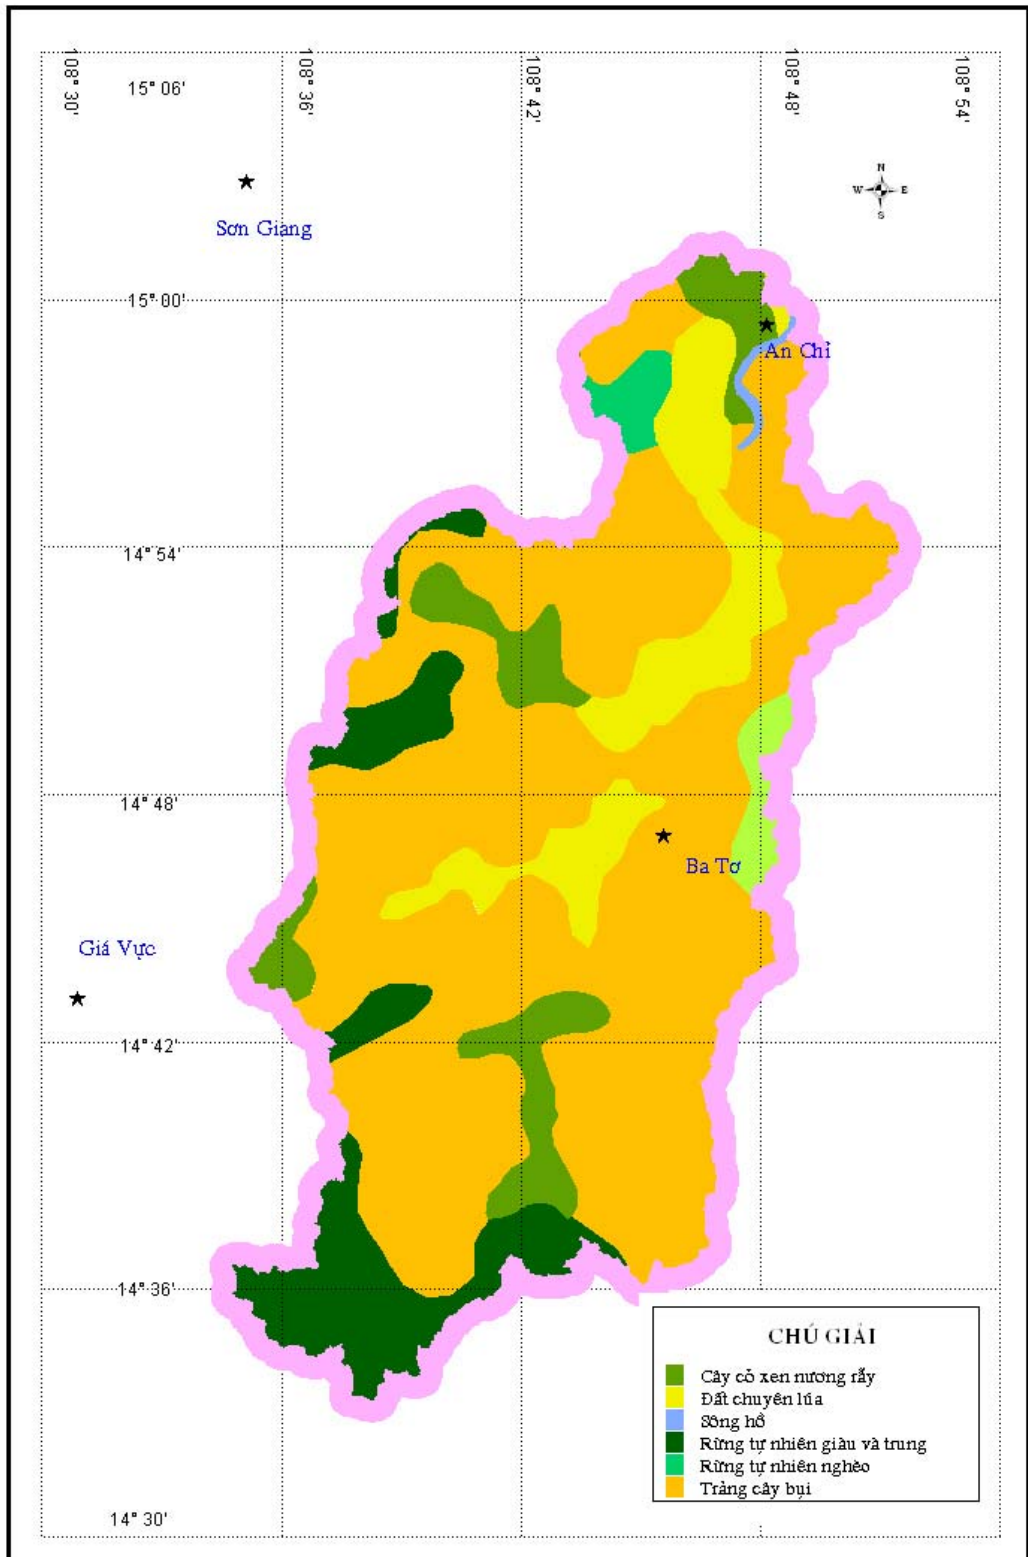 108° 30'
108° 36'
108° 42'
108° 48'
108° 54'
15° 06'
N
W E
S
Sơn Giang
15° 00'
An Chỉ
14° 54'
14° 48'
Ba Tơ
Giá Vực
14° 42'
14° 36'
CHÚ GIẢI
Cây cỏ xen nương rẫy
Đất chuyên lúa
Sông hồ
Rừng tự nhiên giàu và trung
Rừng tự nhiên nghèo
Trảng cây bụi
14° 30'